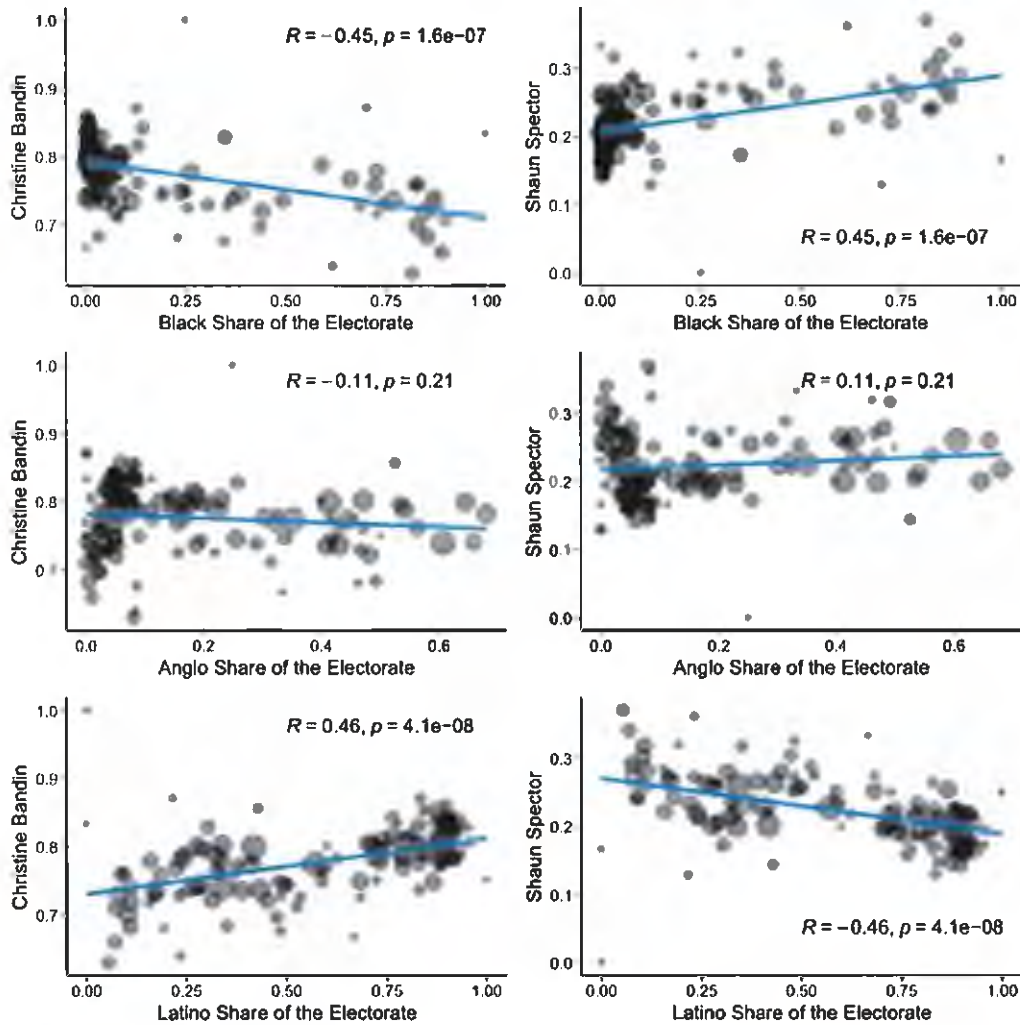 R = −0.45, p = 1.6e−07
Christine Bandin
1.0
0.9
0.8
0.7
0.00 0.25 0.50 0.75 1.00
Black Share of the Electorate
R = 0.45, p = 1.6e−07
Shaun Spector
0.3
0.2
0.1
0.0
0.00 0.25 0.50 0.75 1.00
Black Share of the Electorate
R = −0.11, p = 0.21
Christine Bandin
1.0
0.9
0.8
0.7
0.0 0.2 0.4 0.6
Anglo Share of the Electorate
R = 0.11, p = 0.21
Shaun Spector
0.3
0.2
0.1
0.0
0.0 0.2 0.4 0.6
Anglo Share of the Electorate
R = 0.46, p = 4.1e−08
Christine Bandin
1.0
0.9
0.8
0.7
0.00 0.25 0.50 0.75 1.00
Latino Share of the Electorate
R = −0.46, p = 4.1e−08
Shaun Spector
0.3
0.2
0.1
0.0
0.00 0.25 0.50 0.75 1.00
Latino Share of the Electorate